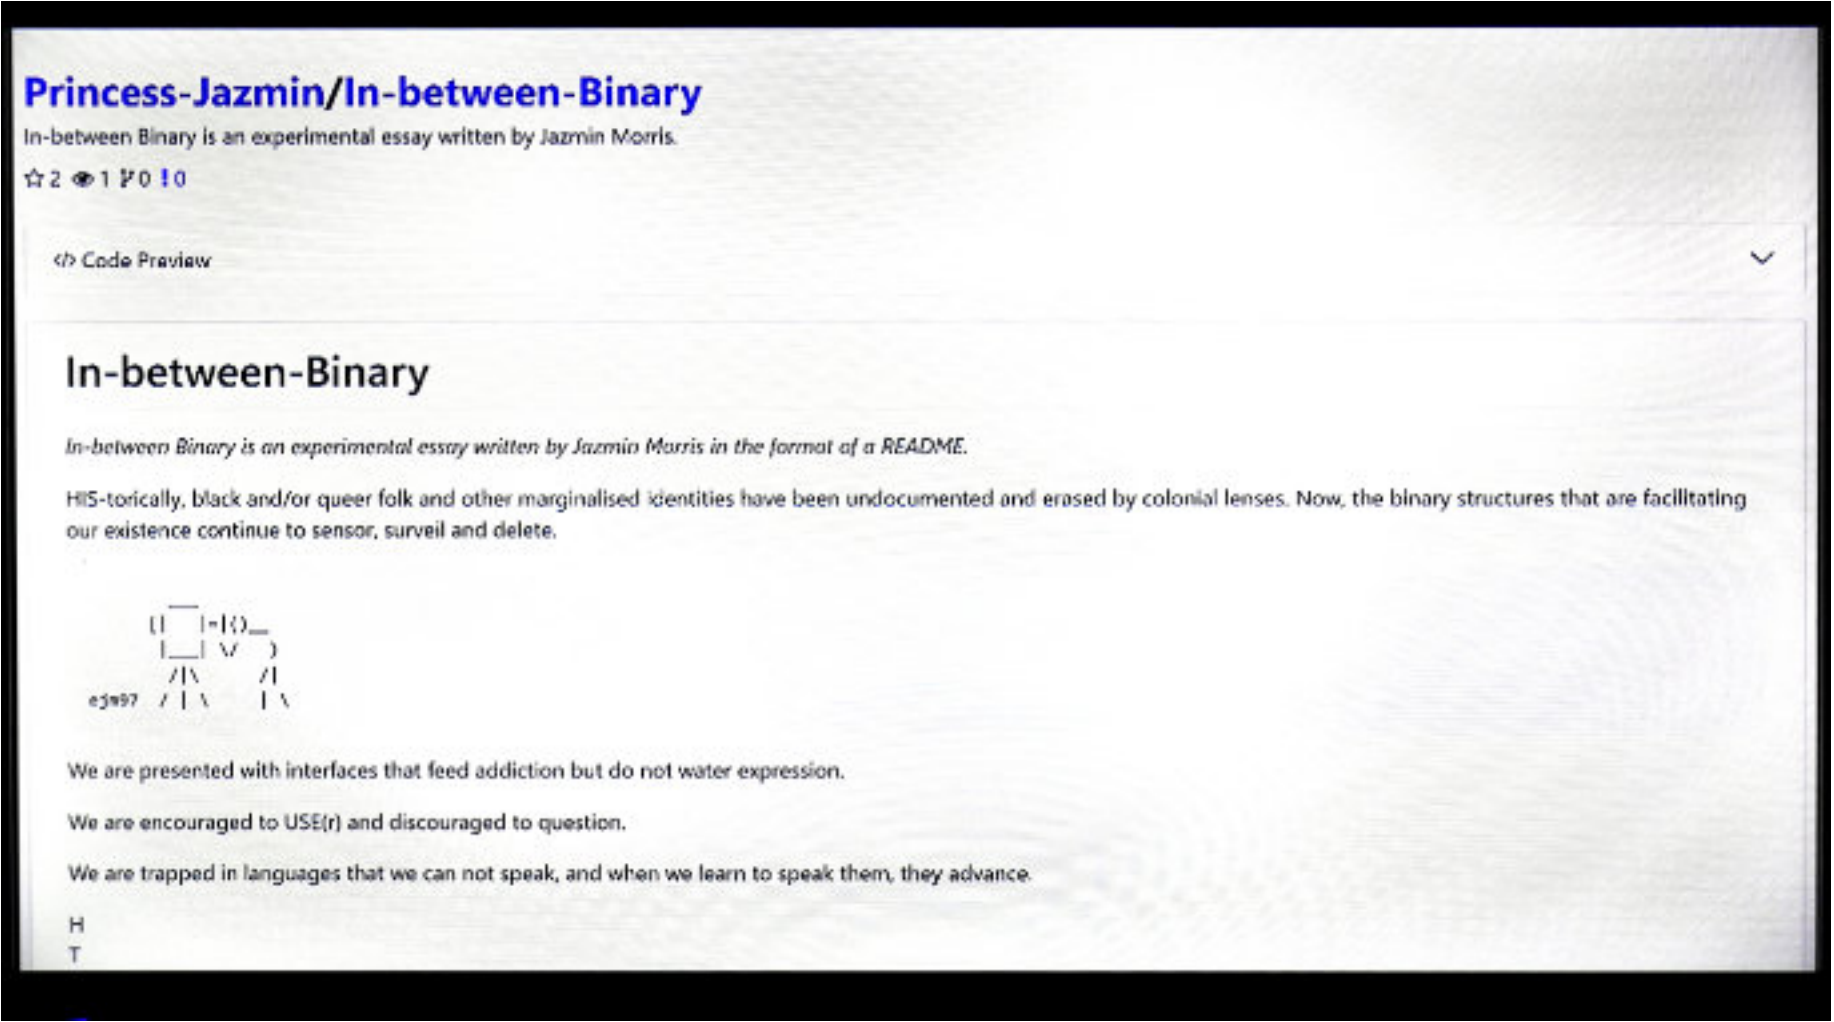 Princess-Jazmin/In-between-Binary
In-between Binary is an experimental essay written by Jazmin Morris.
2 1 0 !0
</> Code Preview
In-between-Binary
In-between Binary is an experimental essay written by Jazmin Morris in the format of a README.
HIS-torically, black and/or queer folk and other marginalised identities have been undocumented and erased by colonial lenses. Now, the binary structures that are facilitating
our existence continue to sensor, surveil and delete.
ejm97
We are presented with interfaces that feed addiction but do not water expression.
We are encouraged to USE(r) and discouraged to question.
We are trapped in languages that we can not speak, and when we learn to speak them, they advance.
H
T